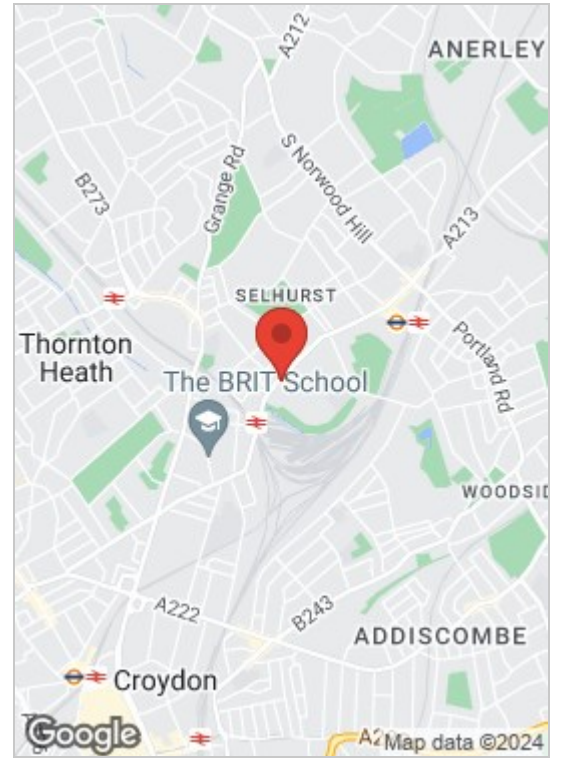 A212
ANERLEY
S Norwood Hill
Grange Rd
B273
A213
SELHURST
Thornton
Heath
Portland Rd
The BRIT School
WOODSID
A222
B243
ADDISCOMBE
Croydon
Google
Map data ©2024